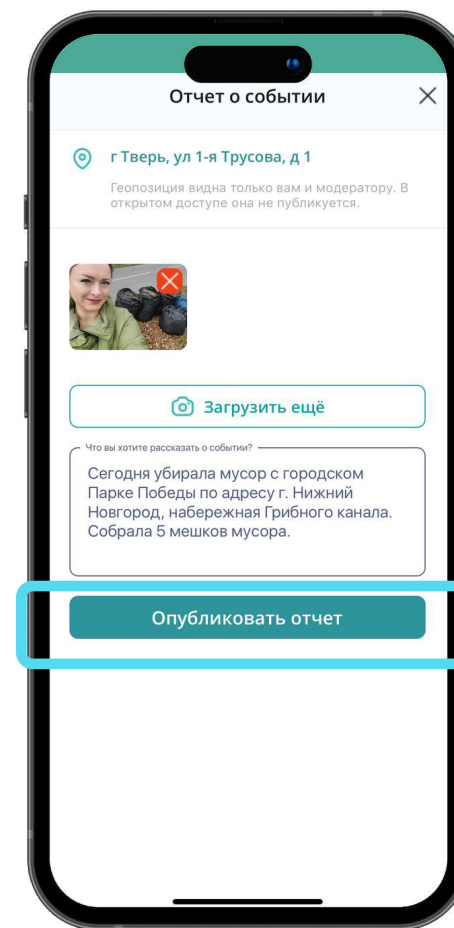 Отчет о событии
г Тверь, ул 1-я Трусова, д 1
Геопозиция видна только вам и модератору. В
открытом доступе она не публикуется.
Загрузить ещё
Что вы хотите рассказать о событии?
Сегодня убирала мусор с городском
Парке Победы по адресу г. Нижний
Новгород, набережная Грибного канала.
Собрала 5 мешков мусора.
Опубликовать отчет